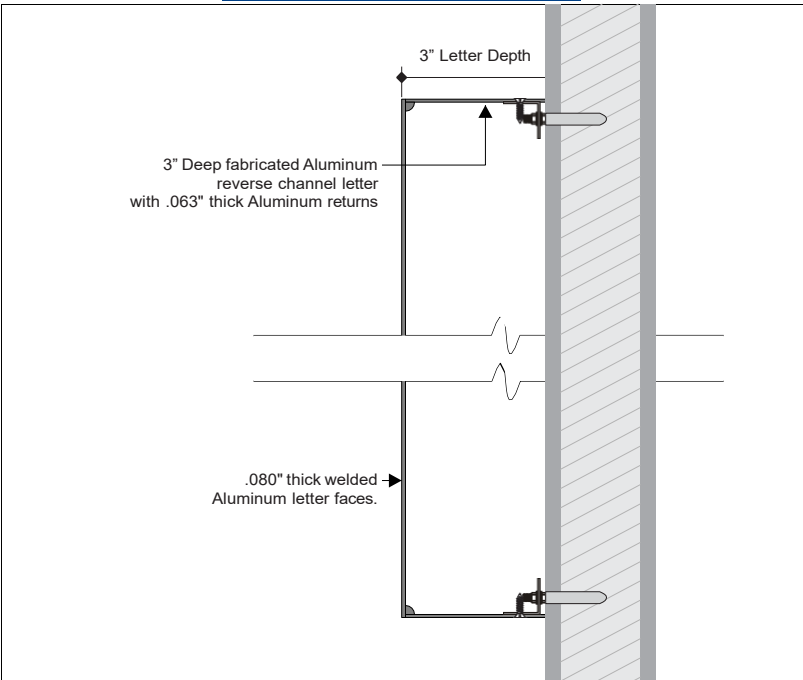 3” Letter Depth
3” Deep fabricated Aluminum
reverse channel letter
with .063" thick Aluminum returns
.080" thick welded
Aluminum letter faces.